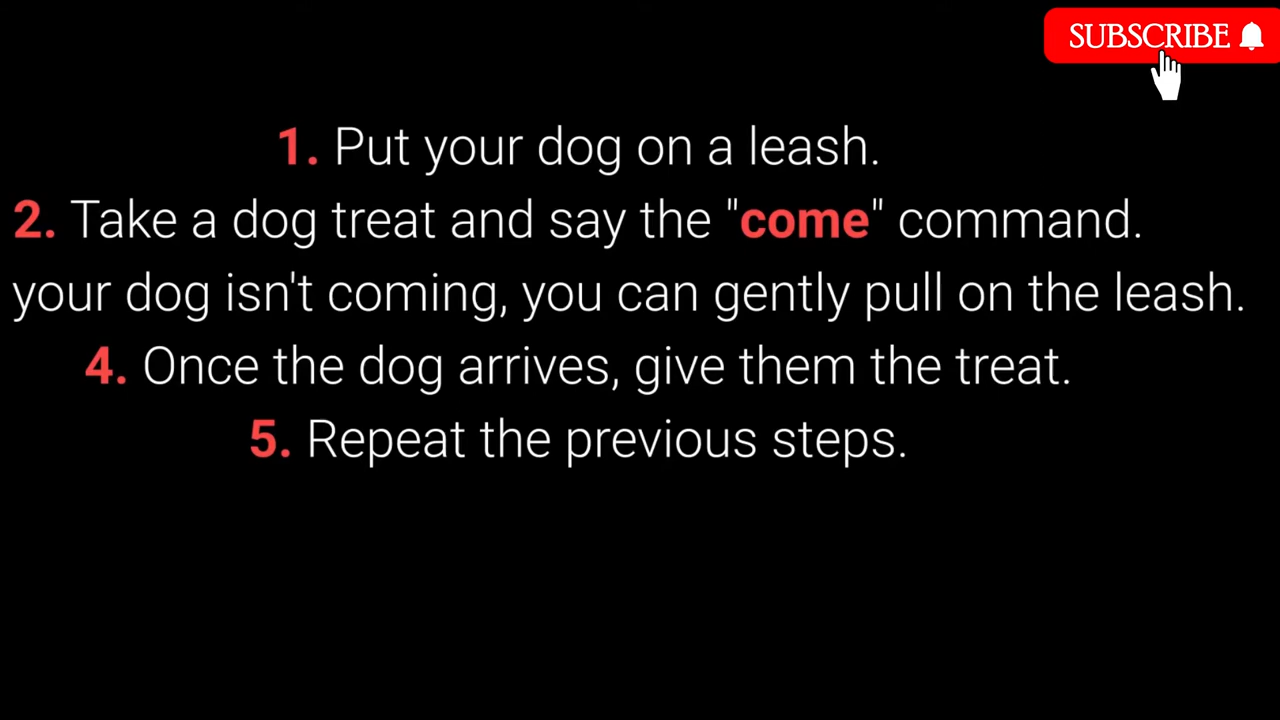 SUBSCRIBE
1. Put your dog on a leash.
2. Take a dog treat and say the "come" command.
your dog isn't coming, you can gently pull on the leash.
4. Once the dog arrives, give them the treat.
5. Repeat the previous steps.